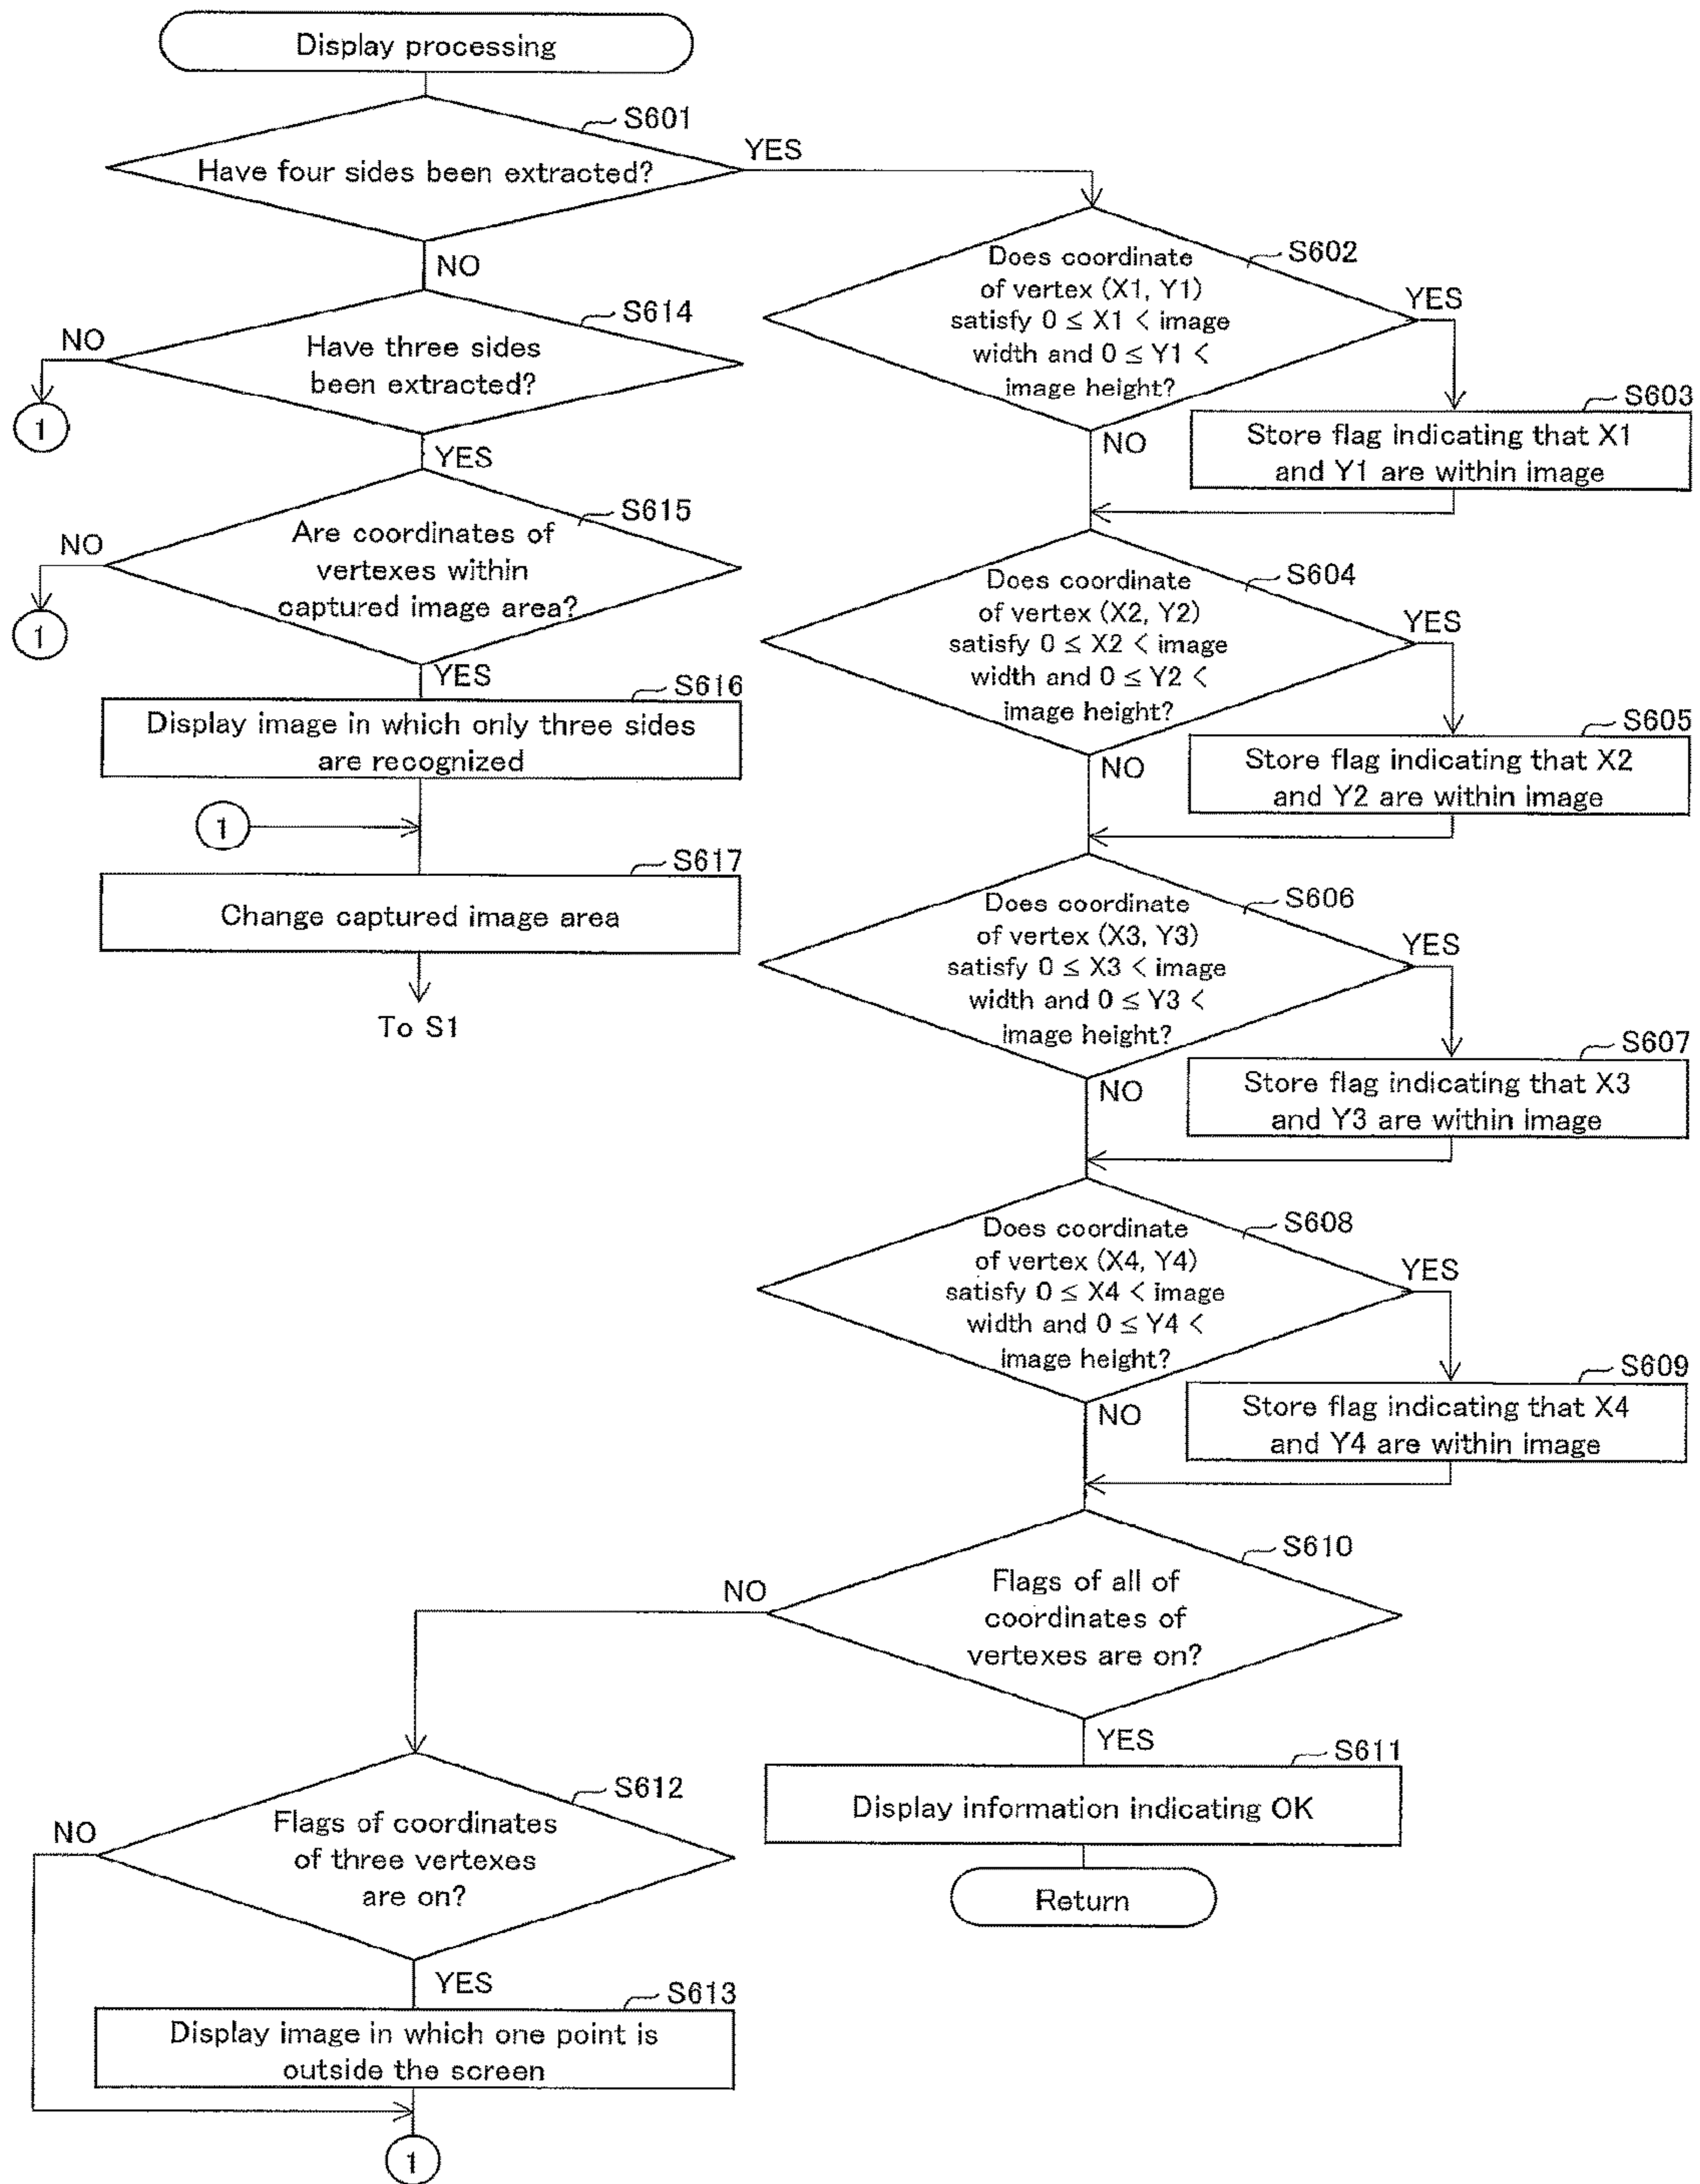 Display processing
S601
Have four sides been extracted?
YES
NO
S614
Have three sides
been extracted?
NO
1
YES
S615
Are coordinates of
vertexes within
captured image area?
NO
1
YES
S616
Display image in which only three sides
are recognized
1
S617
Change captured image area
To S1
S602
Does coordinate
of vertex (X1, Y1)
satisfy 0 ≤ X1 < image
width and 0 ≤ Y1 <
image height?
YES
NO
S603
Store flag indicating that X1
and Y1 are within image
S604
Does coordinate
of vertex (X2, Y2)
satisfy 0 ≤ X2 < image
width and 0 ≤ Y2 <
image height?
YES
NO
S605
Store flag indicating that X2
and Y2 are within image
S606
Does coordinate
of vertex (X3, Y3)
satisfy 0 ≤ X3 < image
width and 0 ≤ Y3 <
image height?
YES
NO
S607
Store flag indicating that X3
and Y3 are within image
S608
Does coordinate
of vertex (X4, Y4)
satisfy 0 ≤ X4 < image
width and 0 ≤ Y4 <
image height?
YES
NO
S609
Store flag indicating that X4
and Y4 are within image
S610
Flags of all of
coordinates of
vertexes are on?
NO
YES
S611
Display information indicating OK
Return
S612
Flags of coordinates
of three vertexes
are on?
NO
YES
S613
Display image in which one point is
outside the screen
1